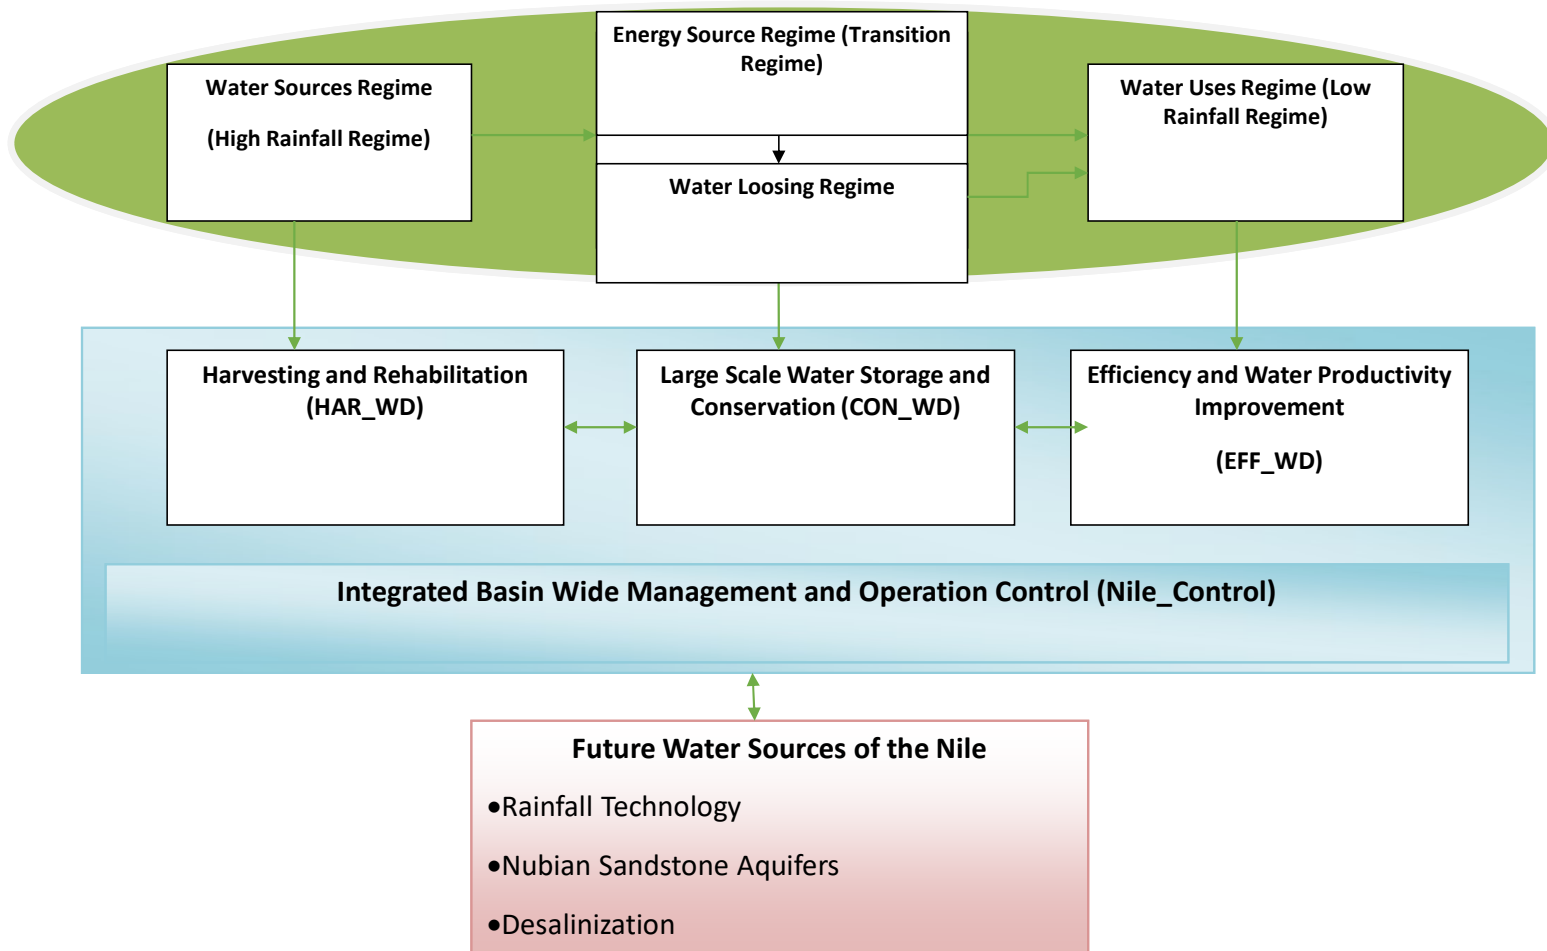 Energy Source Regime (Transition
Regime)
Water Sources Regime
(High Rainfall Regime)
Water Uses Regime (Low
Rainfall Regime)
Water Loosing Regime
Harvesting and Rehabilitation
(HAR_WD)
Large Scale Water Storage and
Conservation (CON_WD)
Efficiency and Water Productivity
Improvement
(EFF_WD)
Integrated Basin Wide Management and Operation Control (Nile_Control)
Future Water Sources of the Nile
•Rainfall Technology
•Nubian Sandstone Aquifers
•Desalinization